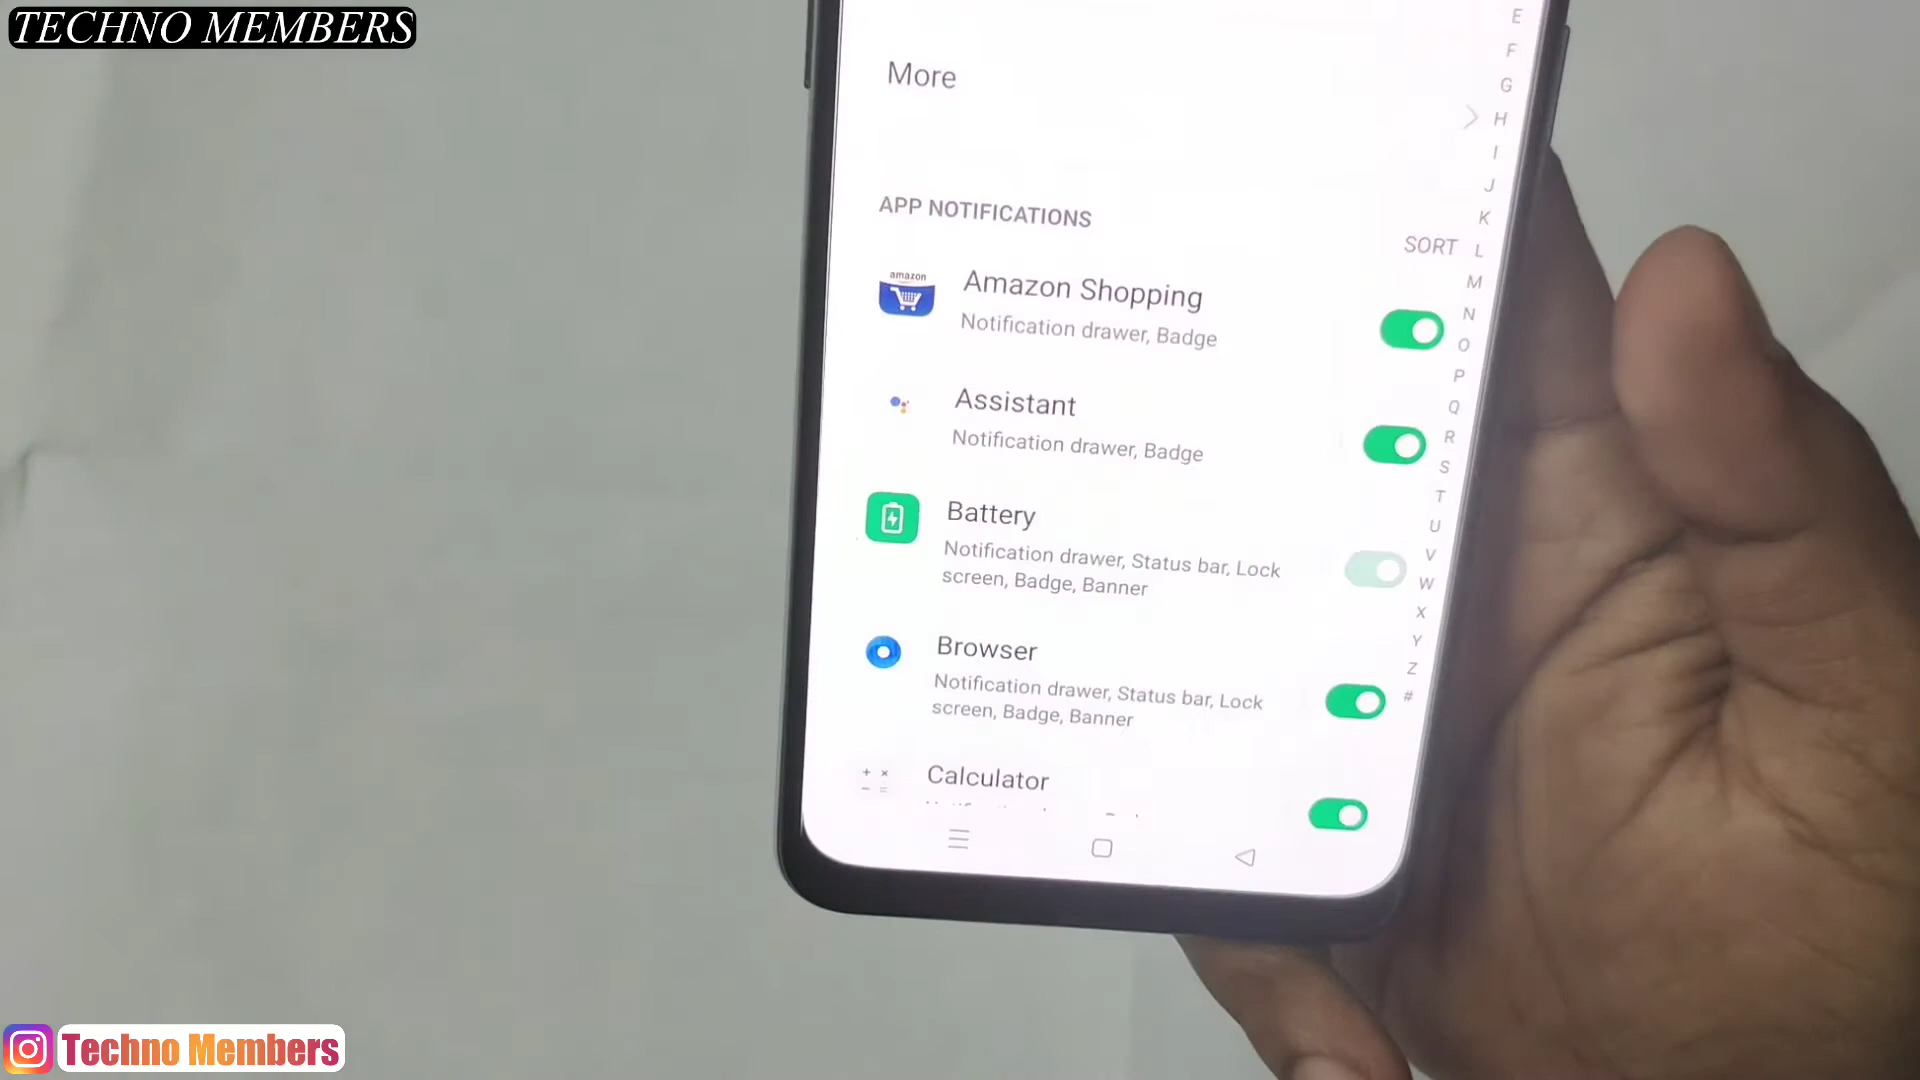 TECHNO MEMBERS
More
APP NOTIFICATIONS
SORT
amazon
Amazon Shopping
Notification drawer, Badge
Assistant
Notification drawer, Badge
Battery
Notification drawer, Status bar, Lock
screen, Badge, Banner
Browser
Notification drawer, Status bar, Lock
screen, Badge, Banner
Calculator
E
F
G
H
I
J
K
L
M
N
O
P
Q
R
S
T
U
V
W
X
Y
Z
#
Techno Members